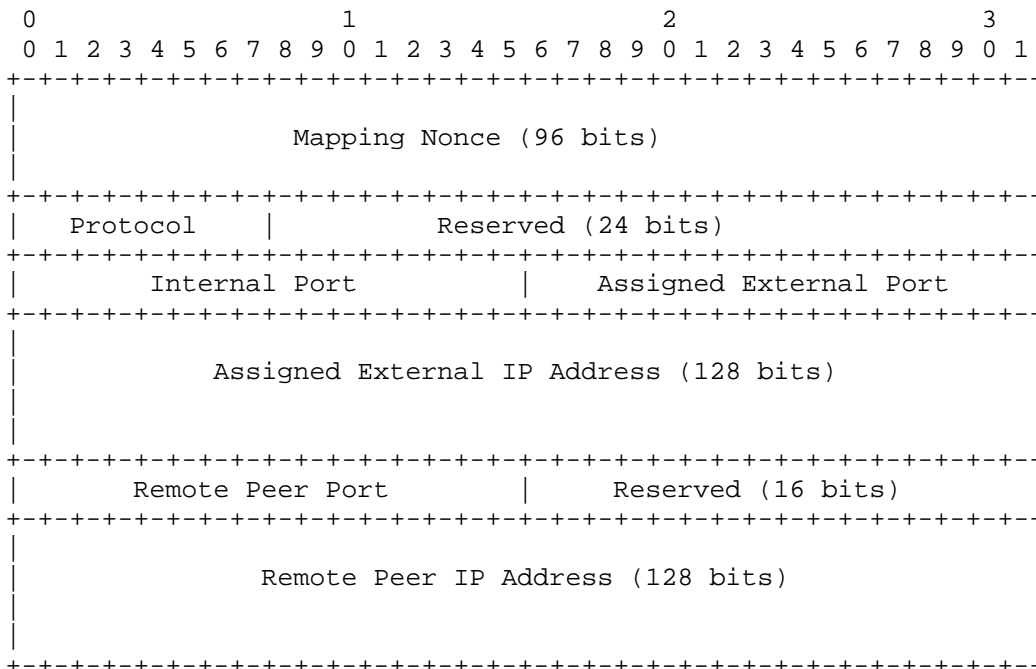 0                   1                   2                   3
0 1 2 3 4 5 6 7 8 9 0 1 2 3 4 5 6 7 8 9 0 1 2 3 4 5 6 7 8 9 0 1
+-+-+-+-+-+-+-+-+-+-+-+-+-+-+-+-+-+-+-+-+-+-+-+-+-+-+-+-+-+-+-+--
|
| Mapping Nonce (96 bits)
|
+-+-+-+-+-+-+-+-+-+-+-+-+-+-+-+-+-+-+-+-+-+-+-+-+-+-+-+-+-+-+-+--
| Protocol | Reserved (24 bits)
+-+-+-+-+-+-+-+-+-+-+-+-+-+-+-+-+-+-+-+-+-+-+-+-+-+-+-+-+-+-+-+--
| Internal Port | Assigned External Port
+-+-+-+-+-+-+-+-+-+-+-+-+-+-+-+-+-+-+-+-+-+-+-+-+-+-+-+-+-+-+-+--
|
| Assigned External IP Address (128 bits)
|
|
+-+-+-+-+-+-+-+-+-+-+-+-+-+-+-+-+-+-+-+-+-+-+-+-+-+-+-+-+-+-+-+--
| Remote Peer Port | Reserved (16 bits)
+-+-+-+-+-+-+-+-+-+-+-+-+-+-+-+-+-+-+-+-+-+-+-+-+-+-+-+-+-+-+-+--
|
| Remote Peer IP Address (128 bits)
|
|
+-+-+-+-+-+-+-+-+-+-+-+-+-+-+-+-+-+-+-+-+-+-+-+-+-+-+-+-+-+-+-+--